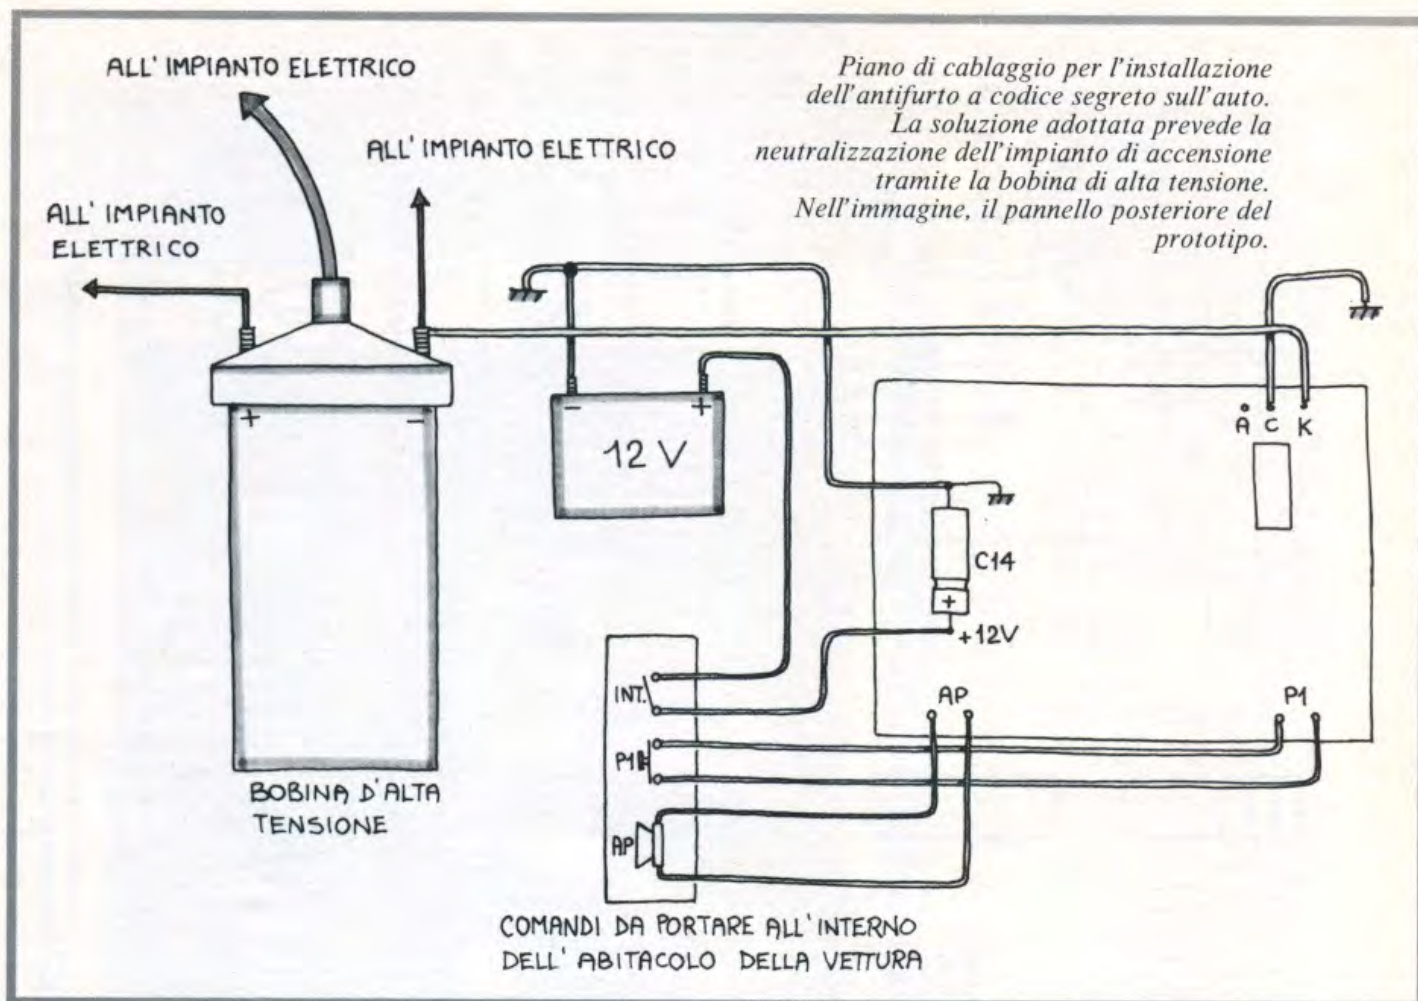 ALL' IMPIANTO ELETTRICO
Piano di cablaggio per l'installazione
dell'antifurto a codice segreto sull'auto.
La soluzione adottata prevede la
neutralizzazione dell'impianto di accensione
tramite la bobina di alta tensione.
Nell'immagine, il pannello posteriore del
prototipo.
ALL' IMPIANTO ELETTRICO
ALL' IMPIANTO
ELETTRICO
+ -
- +
12 V
A C K
C14
+
+12V
INT.
AP
P1
P1
AP
BOBINA D'ALTA
TENSIONE
COMANDI DA PORTARE ALL'INTERNO
DELL' ABITACOLO DELLA VETTURA